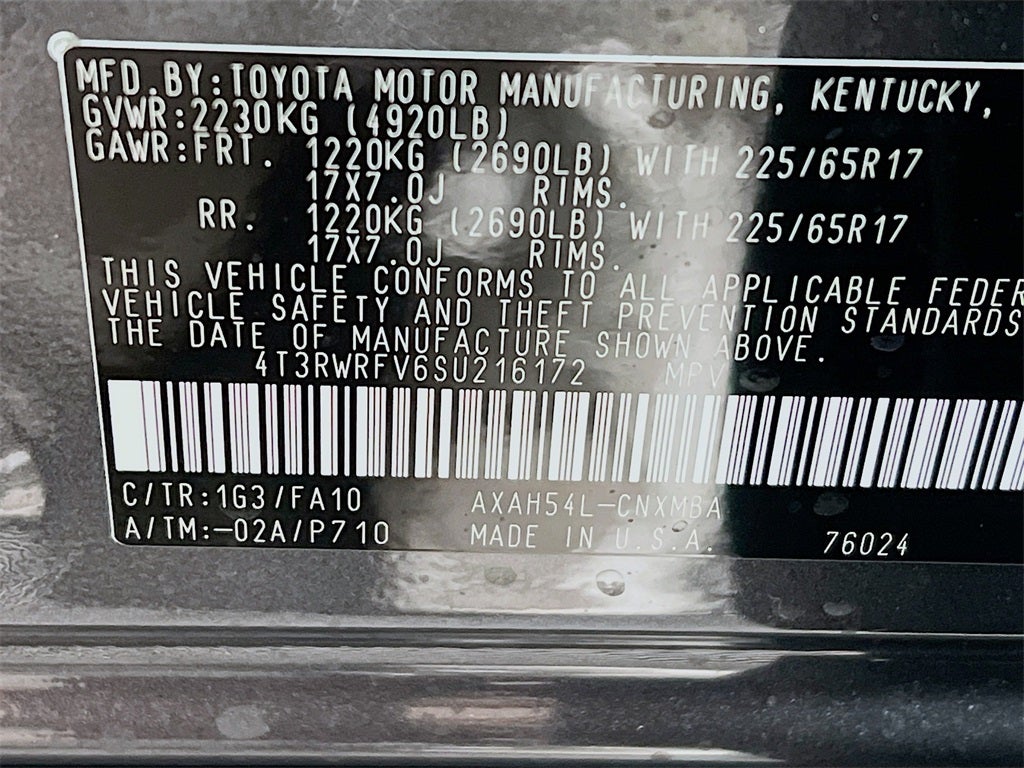 MFD.BY:TOYOTA MOTOR MANUFACTURING, KENTUCKY,
GVWR:2230KG (4920LB)
GAWR:FRT. 1220KG (2690LB) WITH 225/65R17
17X7.0J RIMS.
RR. 1220KG (2690LB) WITH 225/65R17
17X7.0J RIMS.
THIS VEHICLE CONFORMS TO ALL APPLICABLE FEDER
VEHICLE SAFETY AND THEFT PREVENTION STANDARDS
THE DATE OF MANUFACTURE SHOWN ABOVE.
4T3RWRFV6SU216172 MPV
C/TR:1G3/FA10 AXAH54L-CNXMBA
A/TM:-02A/P710 MADE IN U.S.A. 76024